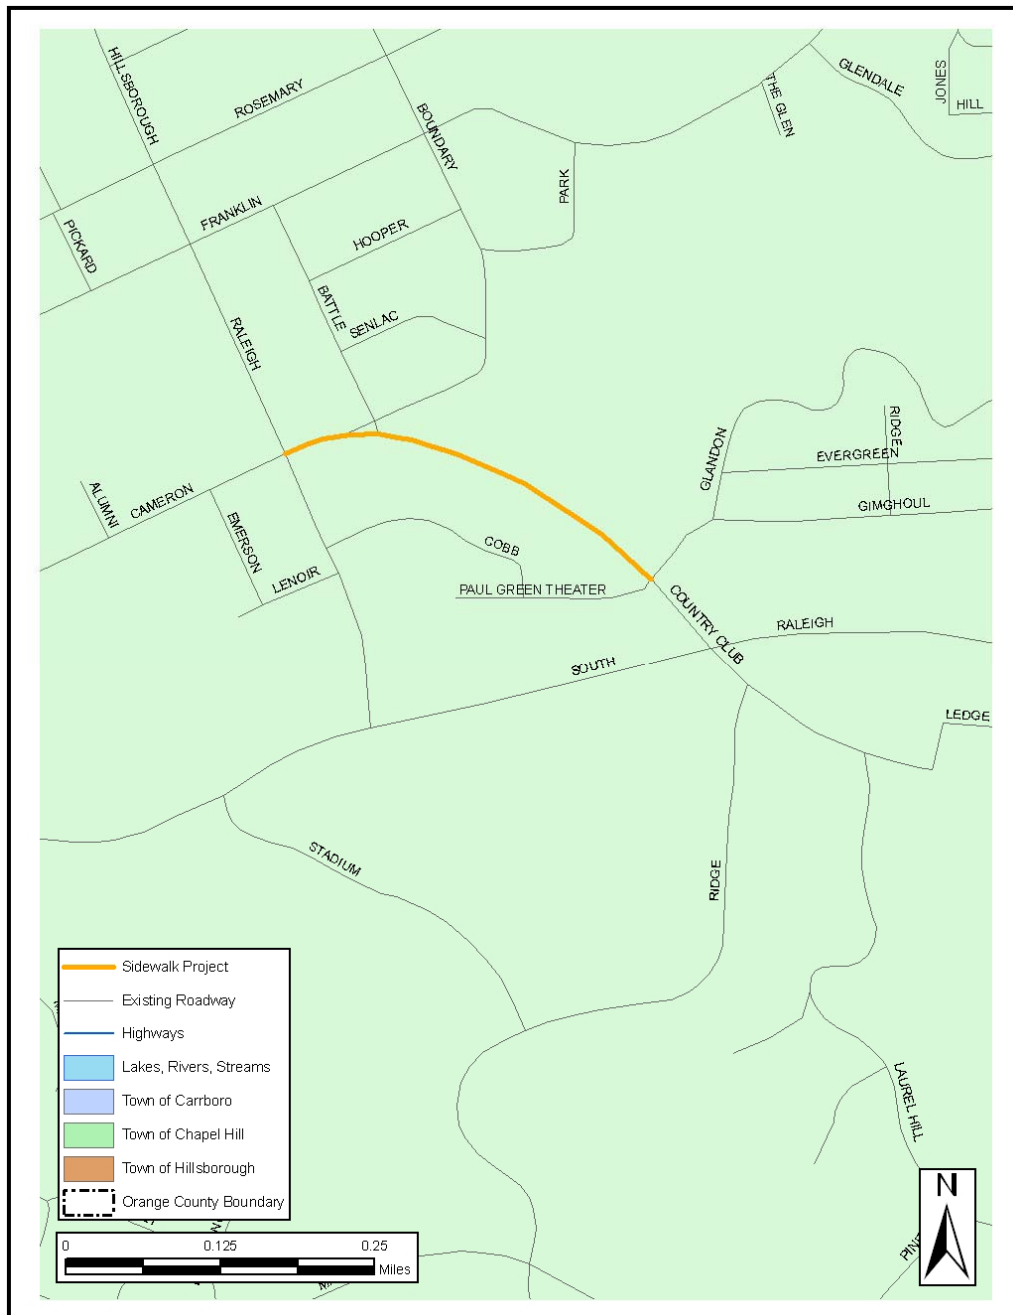 HILLSBOROUGH
ROSEMARY
BOUNDARY
THE GLEN
GLENDALE
JONES
HILL
PICKARD
FRANKLIN
HOOPER
PARK
RALEIGH
BATTLE
SENLAC
GLANDON
RIDGE
EVERGREEN
GIMGHOUL
ALUMNI
CAMERON
EMERSON
LENOIR
COBB
PAUL GREEN THEATER
COUNTRY CLUB
RALEIGH
SOUTH
LEDGE
STADIUM
RIDGE
LAUREL HILL
Sidewalk Project
Existing Roadway
Highways
Lakes, Rivers, Streams
Town of Carrboro
Town of Chapel Hill
Town of Hillsborough
Orange County Boundary
0 0.125 0.25
Miles
N